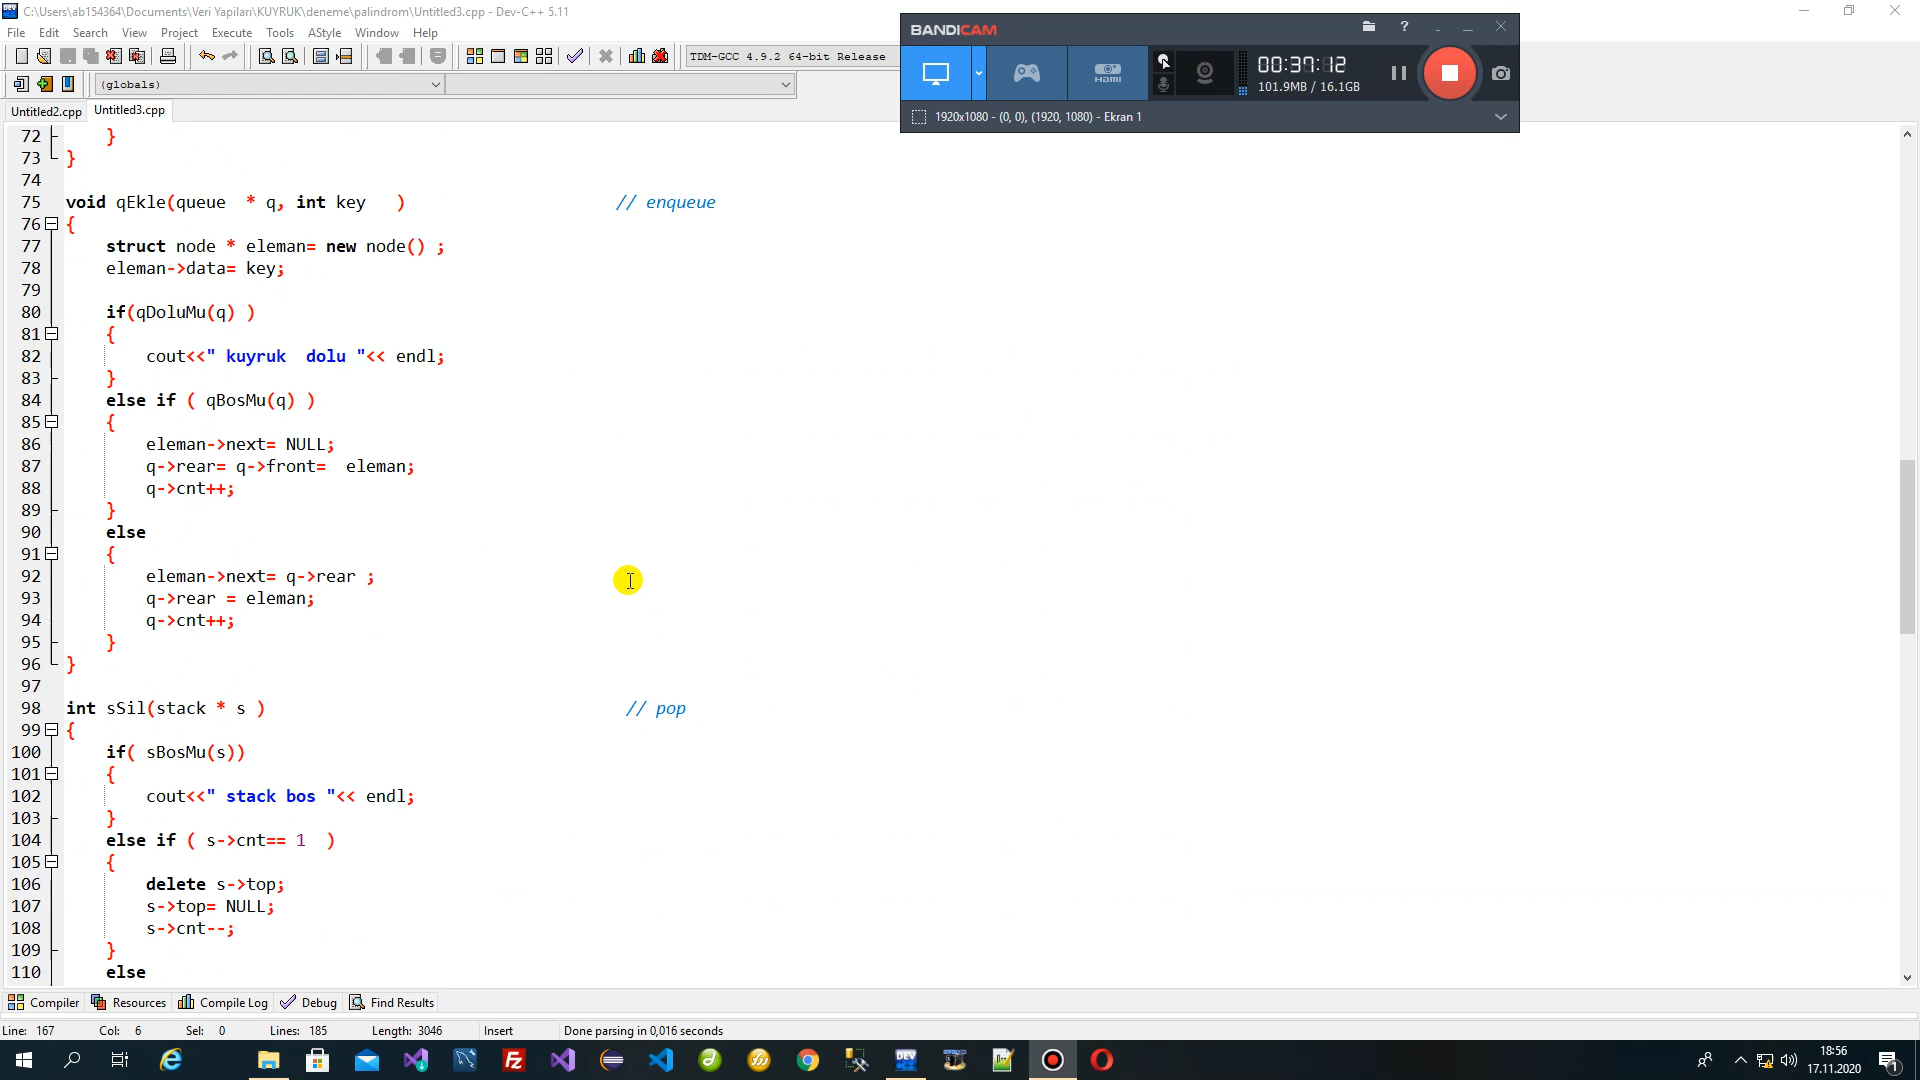 C:\Users\ab154364\Documents\Veri Yapıları\KUYRUK\deneme\palindrom\Untitled3.cpp - Dev-C++ 5.11
File Edit Search View Project Execute Tools AStyle Window Help
TDM-GCC 4.9.2 64-bit Release
(globals)
Untitled2.cpp Untitled3.cpp
BANDICAM
?
HDMI
00:37:12
101.9MB / 16.1GB
1920x1080 - (0, 0), (1920, 1080) - Ekran 1
72 }
73 }
74
75 void qEkle(queue * q, int key ) // enqueue
76 {
77 struct node * eleman= new node() ;
78 eleman->data= key;
79
80 if(qDoluMu(q) )
81 {
82 cout<<" kuyruk dolu "<< endl;
83 }
84 else if ( qBosMu(q) )
85 {
86 eleman->next= NULL;
87 q->rear= q->front= eleman;
88 q->cnt++;
89 }
90 else
91 {
92 eleman->next= q->rear ;
93 q->rear = eleman;
94 q->cnt++;
95 }
96 }
97
98 int sSil(stack * s ) // pop
99 {
100 if( sBosMu(s))
101 {
102 cout<<" stack bos "<< endl;
103 }
104 else if ( s->cnt== 1 )
105 {
106 delete s->top;
107 s->top= NULL;
108 s->cnt--;
109 }
110 else
Compiler Resources Compile Log Debug Find Results
Line: 167 Col: 6 Sel: 0 Lines: 185 Length: 3046 Insert Done parsing in 0,016 seconds
DEV
18:56
17.11.2020
1